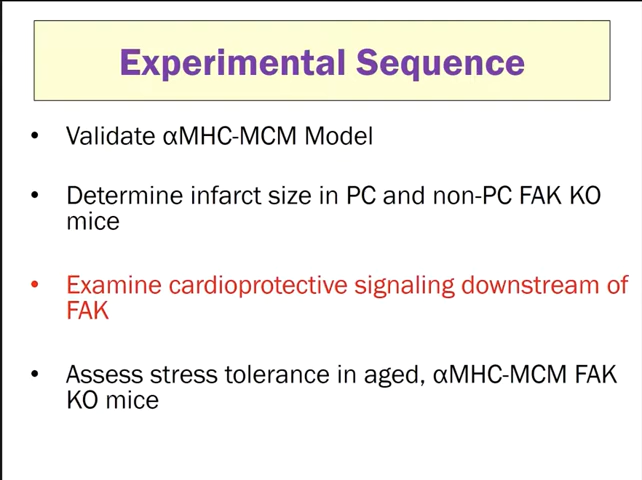 Experimental Sequence
• Validate αMHC-MCM Model
• Determine infarct size in PC and non-PC FAK KO
mice
• Examine cardioprotective signaling downstream of
FAK
• Assess stress tolerance in aged, αMHC-MCM FAK
KO mice